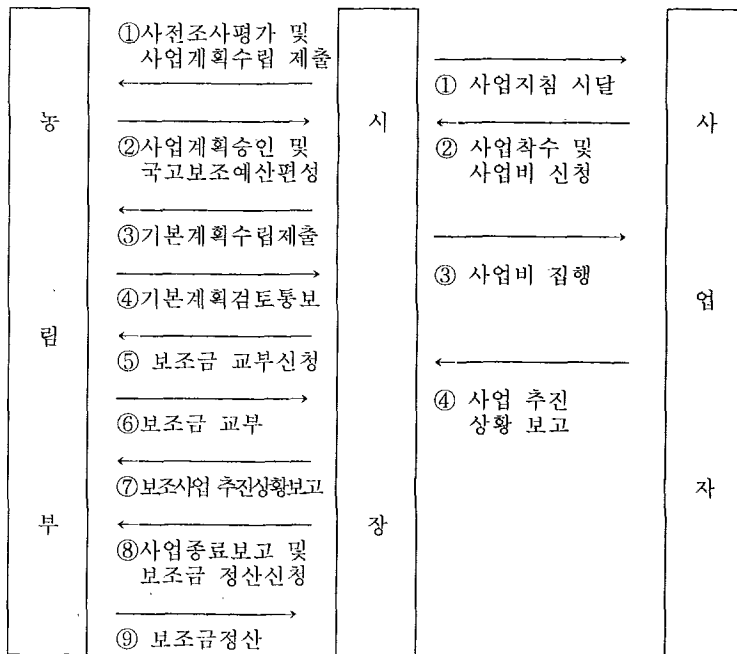 농림부
①사전조사평가 및
사업계획수립 제출
②사업계획승인 및
국고보조예산편성
③기본계획수립제출
④기본계획검토통보
⑤ 보조금 교부신청
⑥보조금 교부
⑦보조사업 추진상황보고
⑧사업종료보고 및
보조금 정산신청
⑨ 보조금정산
시장
① 사업지침 시달
② 사업착수 및
사업비 신청
③ 사업비 집행
④ 사업 추진
상황 보고
사업자